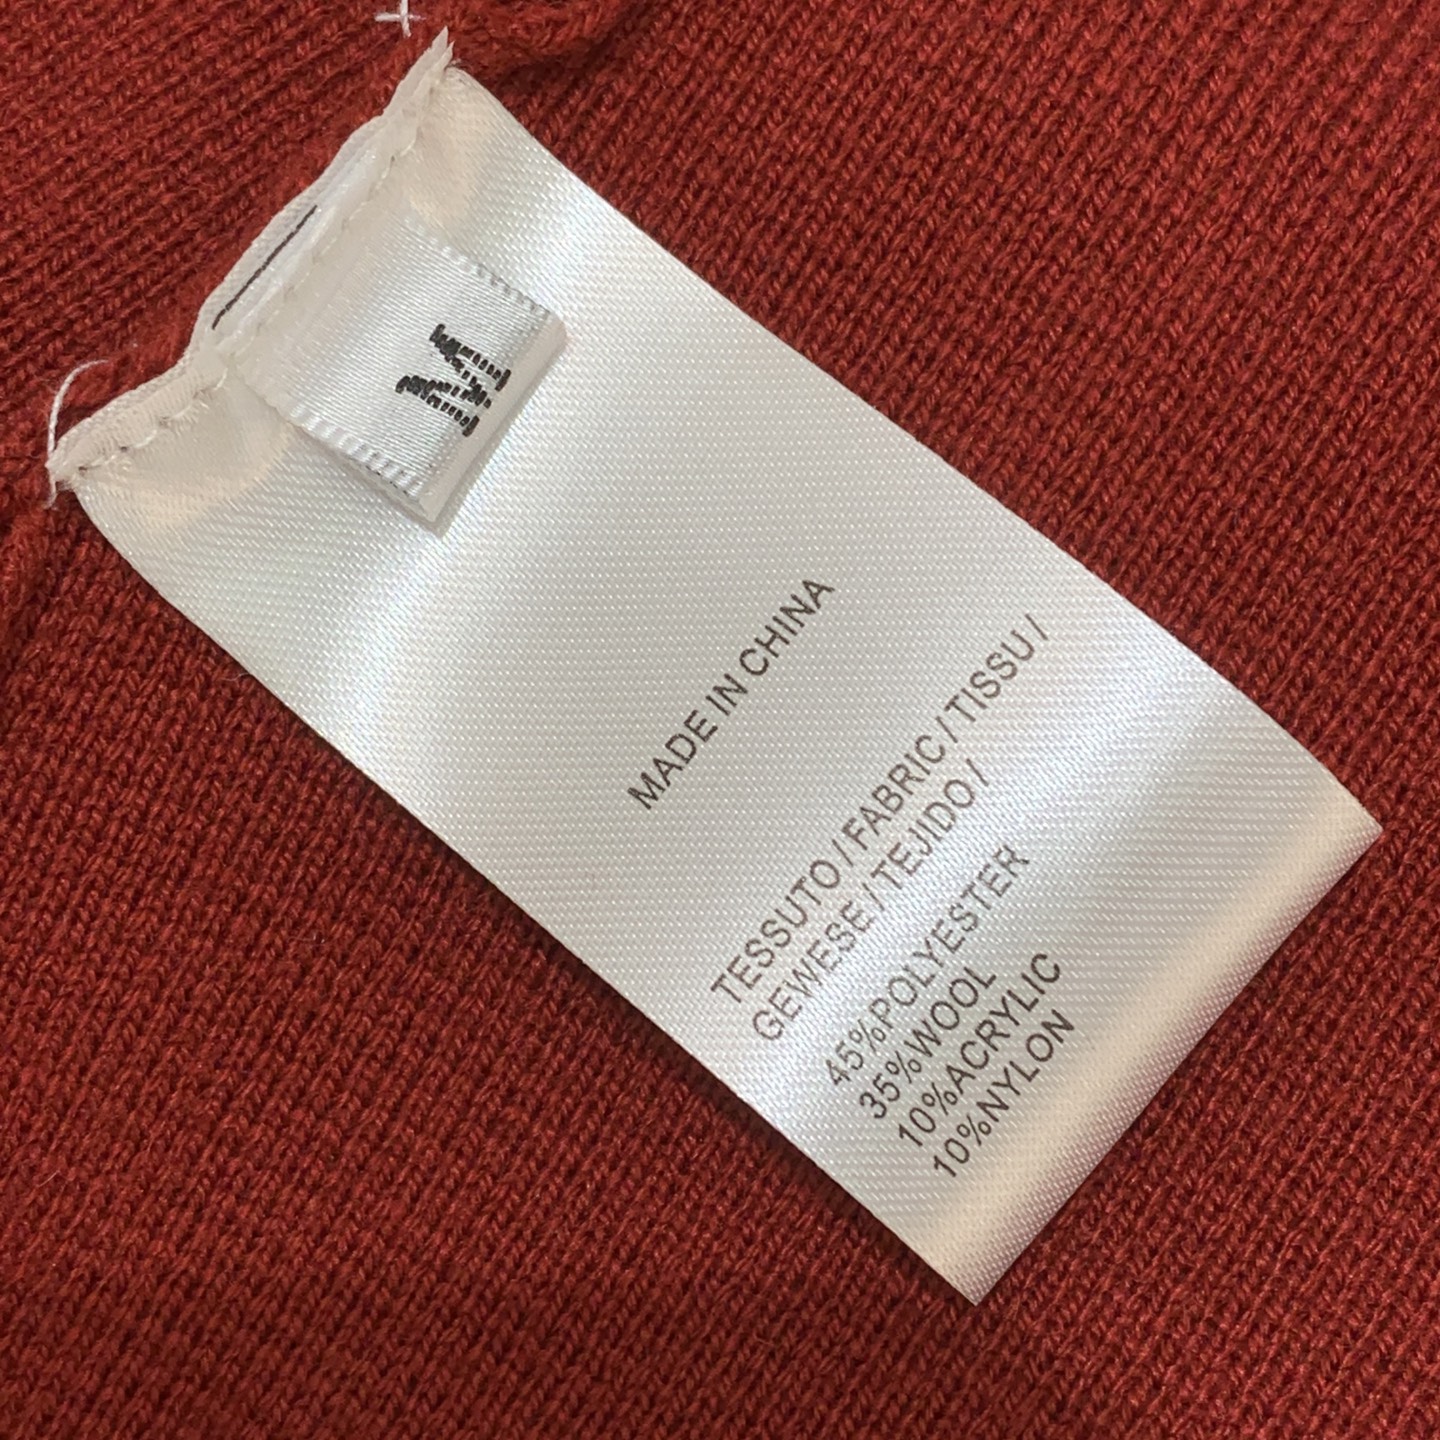 M
MADE IN CHINA
TESSUTO / FABRIC / TISSU /
GEWESE / TEJIDO /
45%POLYESTER
35%WOOL
10%ACRYLIC
10%NYLON